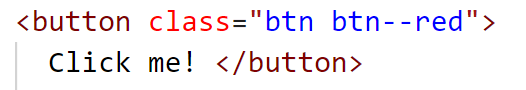 <button class="btn btn--red">
Click me! </button>